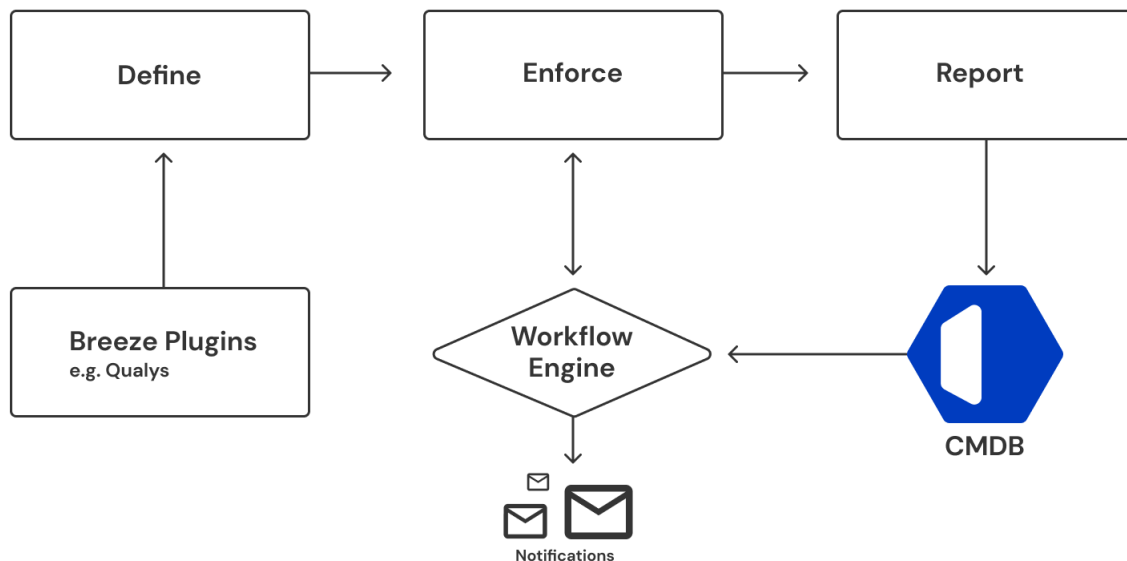 Define
Enforce
Report
Breeze Plugins
e.g. Qualys
Workflow
Engine
CMDB
Notifications